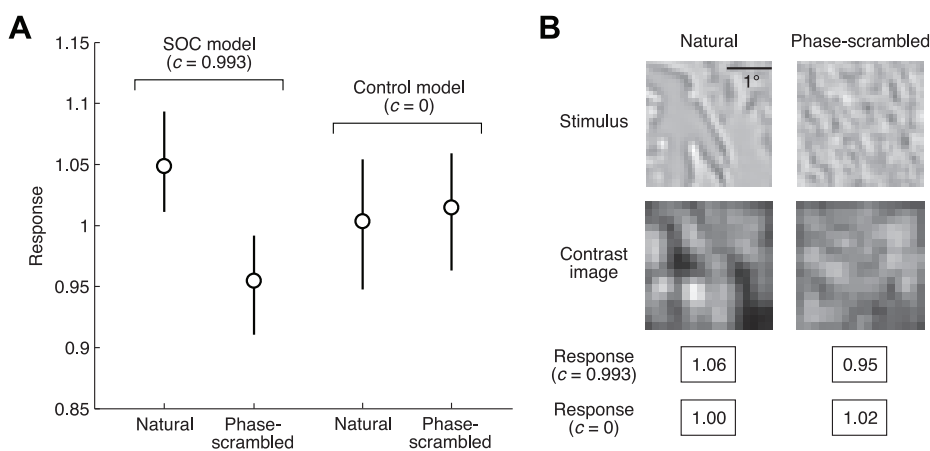 A
1.15
1.1
1.05
1
0.95
0.9
0.85
Response
SOC model
(c = 0.993)
Control model
(c = 0)
Natural
Phase-
scrambled
Natural
Phase-
scrambled
B
Natural
Phase-scrambled
Stimulus
1°
Contrast
image
Response
(c = 0.993)
1.06
0.95
Response
(c = 0)
1.00
1.02